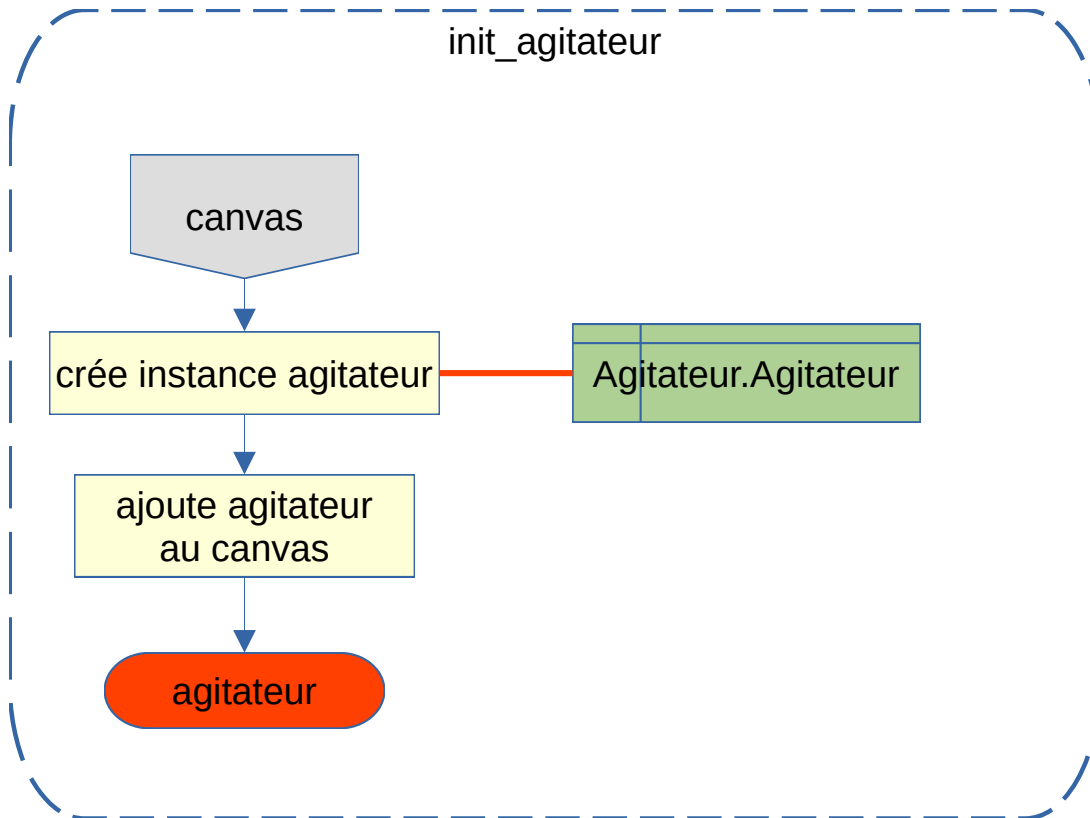 init_agitateur
canvas
crée instance agitateur
Agitateur.Agitateur
ajoute agitateur
au canvas
agitateur